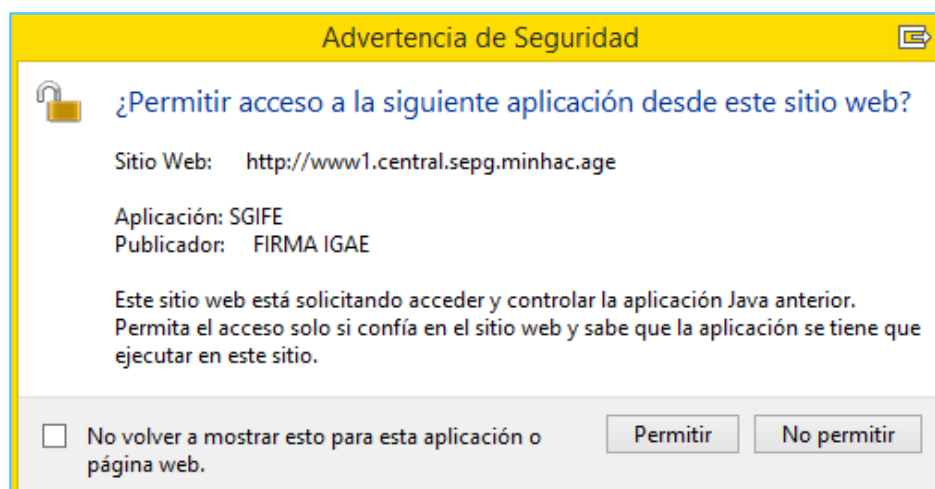 Advertencia de Seguridad
¿Permitir acceso a la siguiente aplicación desde este sitio web?
Sitio Web: http://www1.central.sepg.minhac.age
Aplicación: SGIFE
Publicador: FIRMA IGAE
Este sitio web está solicitando acceder y controlar la aplicación Java anterior.
Permita el acceso solo si confía en el sitio web y sabe que la aplicación se tiene que
ejecutar en este sitio.
No volver a mostrar esto para esta aplicación o
página web.
Permitir
No permitir